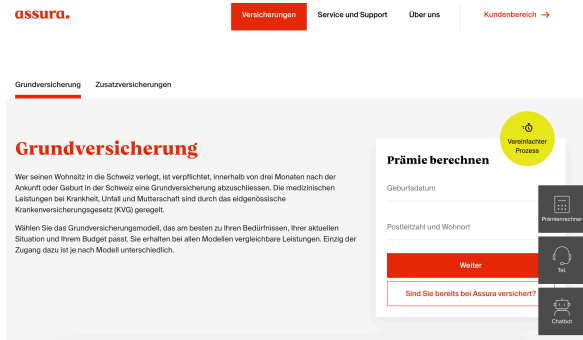 assura.
Versicherungen Service und Support Über uns Kundenbereich →
Grundversicherung Zusatzversicherungen
Grundversicherung
Wer seinen Wohnsitz in die Schweiz verlegt, ist verpflichtet, innerhalb von drei Monaten nach der
Ankunft oder Geburt in der Schweiz eine Grundversicherung abzuschliessen. Die medizinischen
Leistungen bei Krankheit, Unfall und Mutterschaft sind durch das eidgenössische
Krankenversicherungsgesetz (KVG) geregelt.
Wählen Sie das Grundversicherungsmodell, das am besten zu Ihren Bedürfnissen, Ihrer aktuellen
Situation und Ihrem Budget passt. Sie erhalten bei allen Modellen vergleichbare Leistungen. Einzig der
Zugang dazu ist je nach Modell unterschiedlich.
Vereinfachter
Prozess
Prämie berechnen
Geburtsdatum
Postleitzahl und Wohnort
Weiter
Sind Sie bereits bei Assura versichert?
Prämienrechner
Tel.
Chatbot